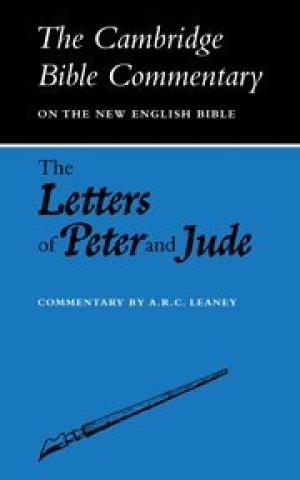 The Cambridge
Bible Commentary
ON THE NEW ENGLISH BIBLE
The
Letters
of Peter and Jude
COMMENTARY BY A.R.C. LEANEY